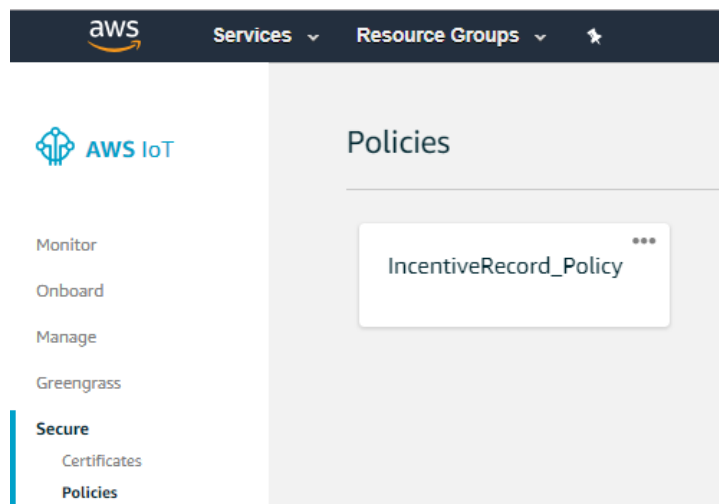 aws Services Resource Groups
AWS IoT
Policies
IncentiveRecord_Policy
Monitor
Onboard
Manage
Greengrass
Secure
Certificates
Policies